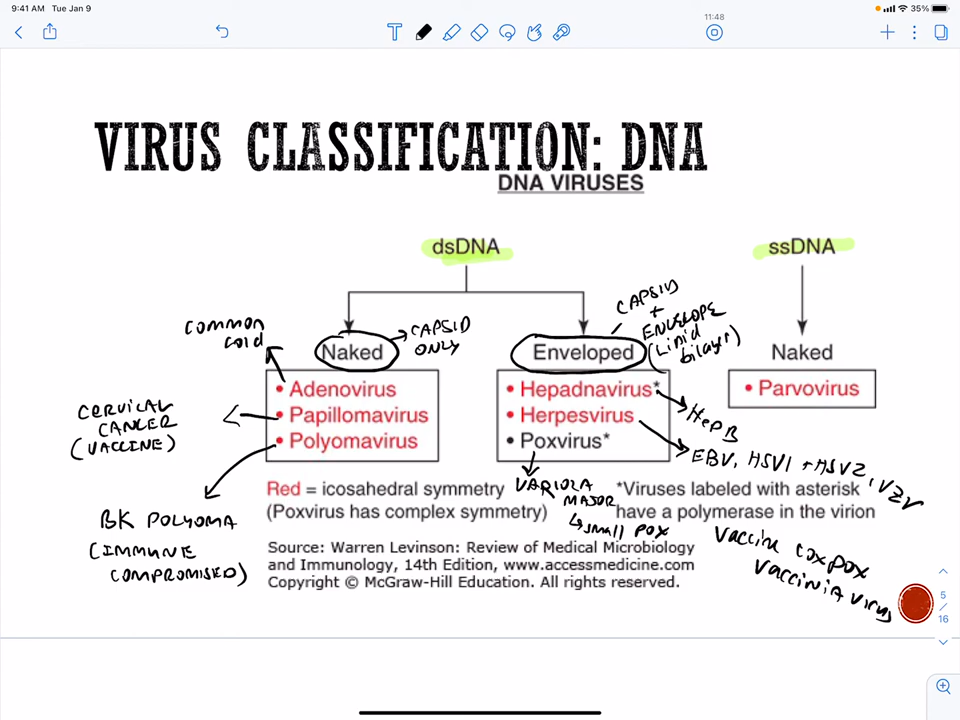 9:41 AM Tue Jan 9
11:48
35%
T
VIRUS CLASSIFICATION: DNA
DNA VIRUSES
dsDNA
ssDNA
COMMON
COLD
Naked
CAPSID
ONLY
Enveloped
CAPSID
+
ENVELOPE
(Lipid
bilayer)
Naked
• Adenovirus
• Papillomavirus
• Polyomavirus
• Hepadnavirus*
• Herpesvirus
• Poxvirus*
• Parvovirus
CERVICAL
CANCER
(VACCINE)
HEPB
EBV, HSV1 + HSV2, VZV
BK POLYOMA
(IMMUNE
COMPROMISED)
VARIOLA
MAJOR
↳ small pox
Red = icosahedral symmetry
(Poxvirus has complex symmetry)
*Viruses labeled with asterisk
have a polymerase in the virion
Vaccine coxpox
vaccinia virus
Source: Warren Levinson: Review of Medical Microbiology
and Immunology, 14th Edition, www.accessmedicine.com
Copyright © McGraw-Hill Education. All rights reserved.
5
/
16